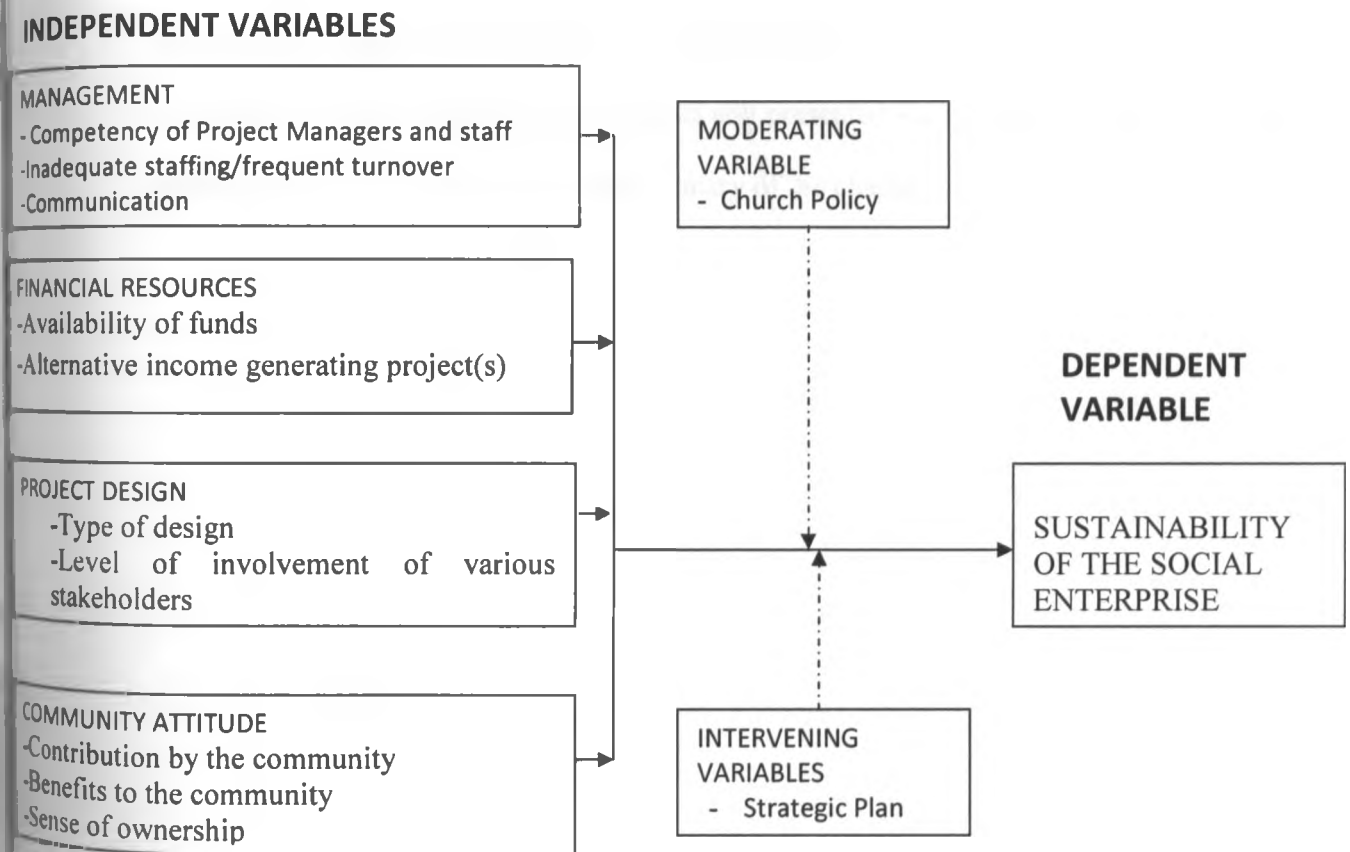 INDEPENDENT VARIABLES
MANAGEMENT
- Competency of Project Managers and staff
-Inadequate staffing/frequent turnover
-Communication
FINANCIAL RESOURCES
-Availability of funds
-Alternative income generating project(s)
PROJECT DESIGN
-Type of design
-Level of involvement of various
stakeholders
COMMUNITY ATTITUDE
-Contribution by the community
-Benefits to the community
-Sense of ownership
MODERATING
VARIABLE
- Church Policy
INTERVENING
VARIABLES
- Strategic Plan
DEPENDENT
VARIABLE
SUSTAINABILITY
OF THE SOCIAL
ENTERPRISE